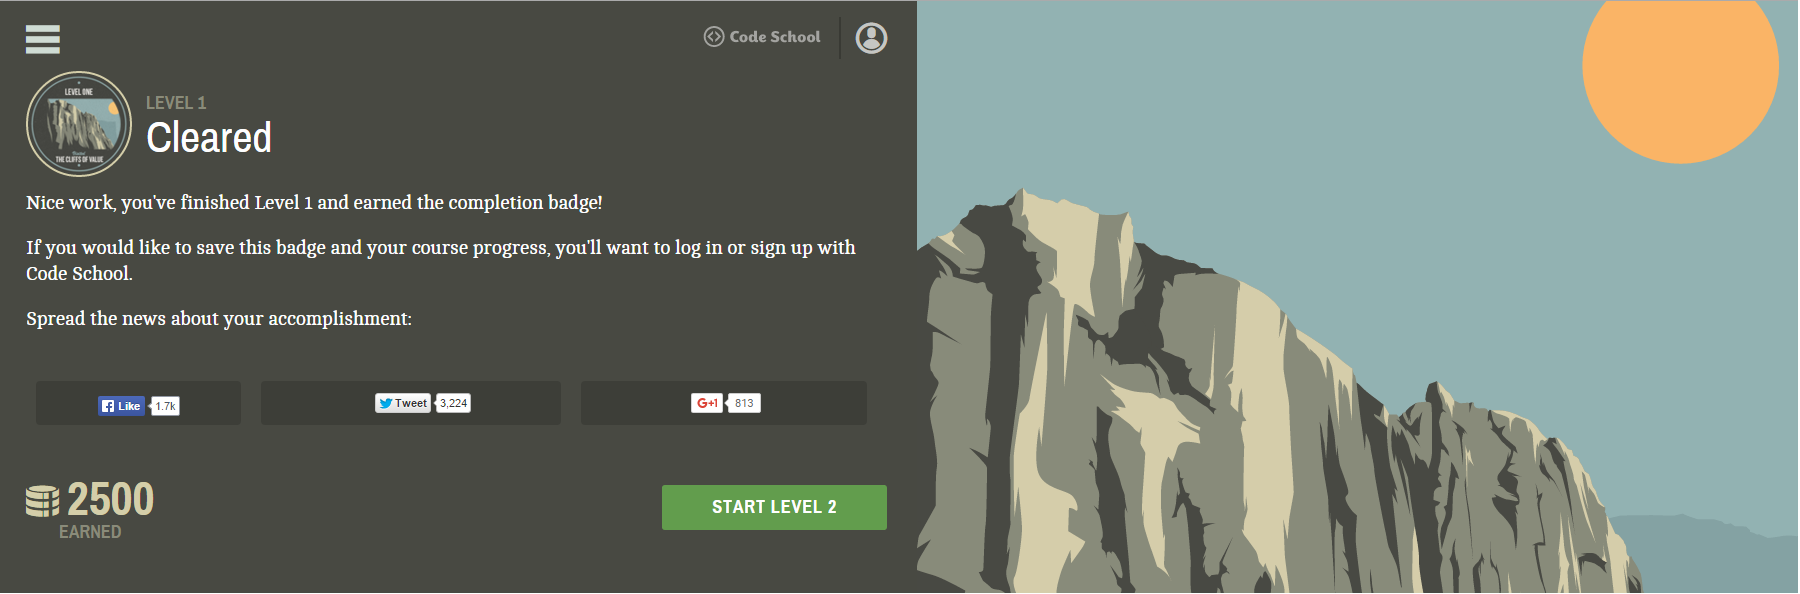 Code School
LEVEL ONE
THE CLIFFS OF VALUE
LEVEL 1
Cleared
Nice work, you've finished Level 1 and earned the completion badge!
If you would like to save this badge and your course progress, you'll want to log in or sign up with
Code School.
Spread the news about your accomplishment:
Like 1.7k
Tweet 3,224
G+1 813
2500
EARNED
START LEVEL 2